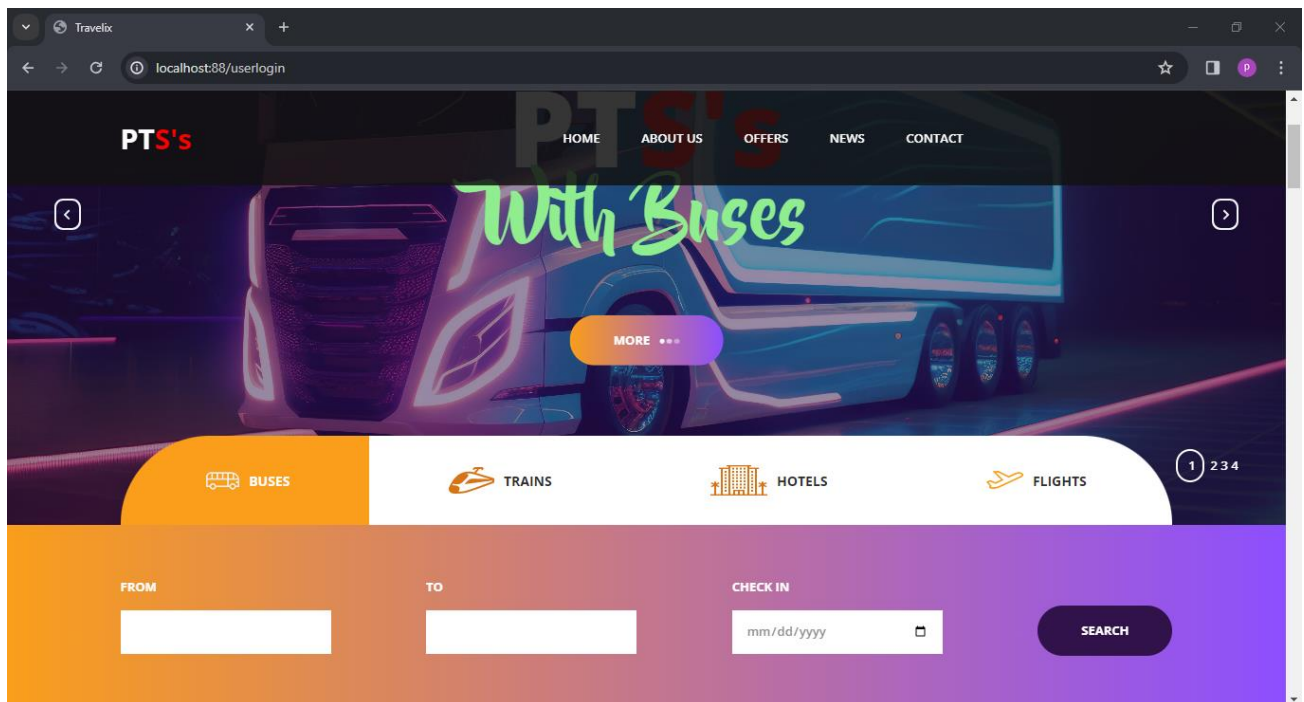 Travelix
localhost:88/userlogin
P
PTS's
PTS's
HOME ABOUT US OFFERS NEWS CONTACT
With Buses
MORE
BUSES TRAINS HOTELS FLIGHTS
1 2 3 4
FROM TO CHECK IN
mm/dd/yyyy
SEARCH